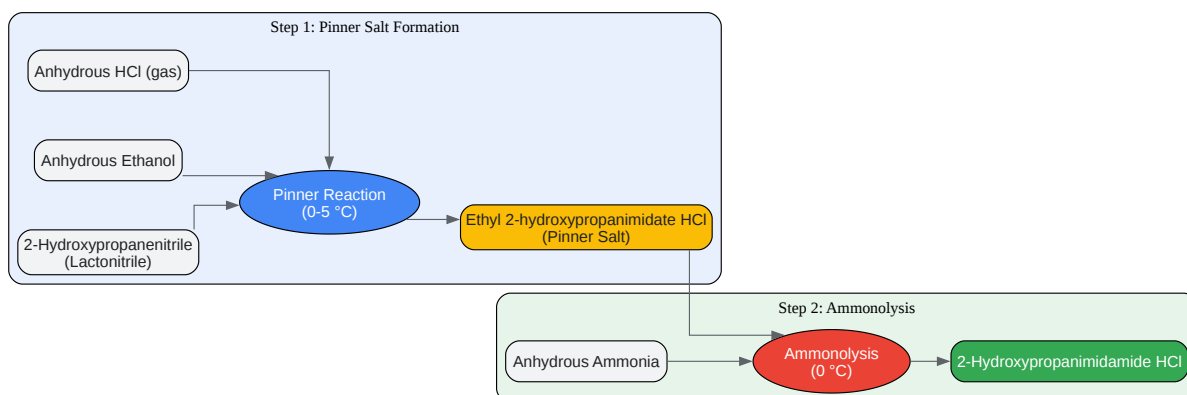 Step 1: Pinner Salt Formation
Anhydrous HCl (gas)
Anhydrous Ethanol
Pinner Reaction
(0-5 °C)
2-Hydroxypropanenitrile
(Lactonitrile)
Ethyl 2-hydroxypropanimidate HCl
(Pinner Salt)
Step 2: Ammonolysis
Anhydrous Ammonia
Ammonolysis
(0 °C)
2-Hydroxypropanimidamide HCl